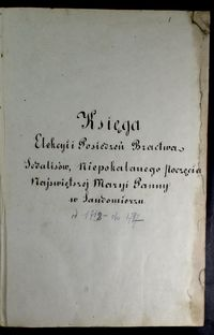 Księga
Elekcyi i Posiedzeń Bractwa
Sodalisów, Niepokalanego Poczęcia
Najświętszej Maryi Panny
w Sandomierzu